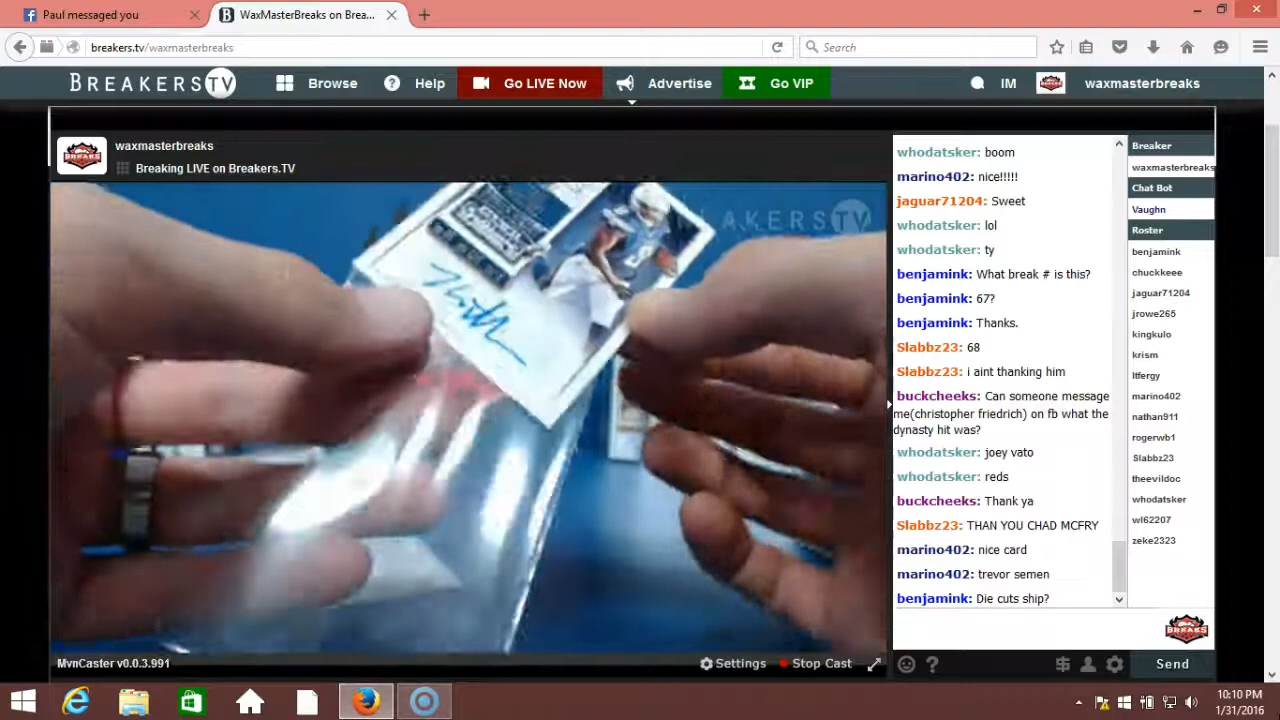 Paul messaged you
WaxMasterBreaks on Brea...
breakers.tv/waxmasterbreaks
Search
BREAKERSTV
Browse
Help
Go LIVE Now
Advertise
Go VIP
IM
waxmasterbreaks
waxmasterbreaks
Breaking LIVE on Breakers.TV
BREAKERSTV
whodatsker: boom
marino402: nice!!!!!
jaguar71204: Sweet
whodatsker: lol
whodatsker: ty
benjamink: What break # is this?
benjamink: 67?
benjamink: Thanks.
Slabbz23: 68
Slabbz23: i aint thanking him
buckcheeks: Can someone message
me(christopher friedrich) on fb what the
dynasty hit was?
whodatsker: joey vato
whodatsker: reds
buckcheeks: Thank ya
Slabbz23: THAN YOU CHAD MCFRY
marino402: nice card
marino402: trevor semen
benjamink: Die cuts ship?
Breaker
waxmasterbreaks
Chat Bot
Vaughn
Roster
benjamink
chuckkeee
jaguar71204
jrowe265
kingkulo
krism
ltfergy
marino402
nathan911
rogerwb1
Slabbz23
theevildoc
whodatsker
wl62207
zeke2323
BREAKS
MvnCaster v0.0.3.991
Settings
Stop Cast
Send
10:10 PM
1/31/2016